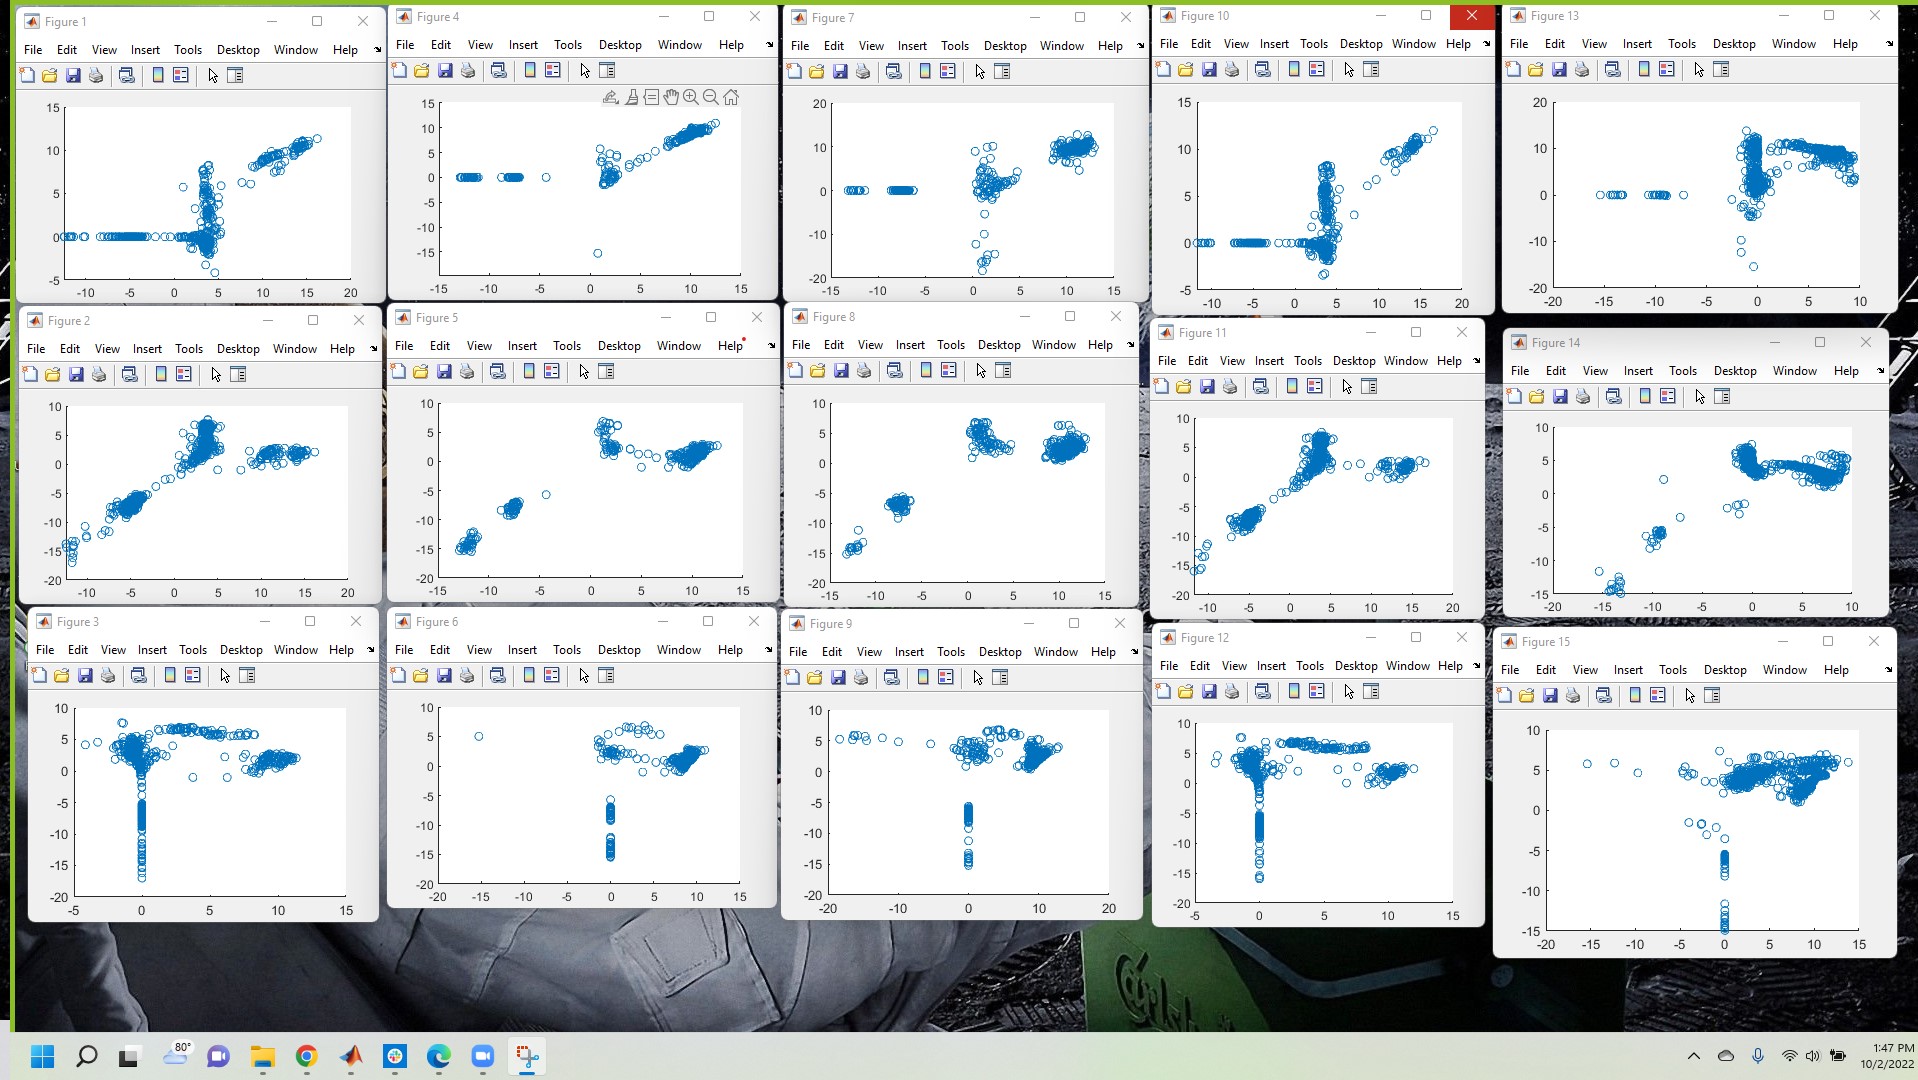 Figure 1
File Edit View Insert Tools Desktop Window Help
15
10
5
0
-5
-10 -5 0 5 10 15 20
Figure 2
File Edit View Insert Tools Desktop Window Help
10
5
0
-5
-10
-15
-20
-10 -5 0 5 10 15 20
Figure 3
File Edit View Insert Tools Desktop Window Help
10
5
0
-5
-10
-15
-20
-5 0 5 10 15
Figure 4
File Edit View Insert Tools Desktop Window Help
15
10
5
0
-5
-10
-15
-15 -10 -5 0 5 10 15
Figure 5
File Edit View Insert Tools Desktop Window Help
10
5
0
-5
-10
-15
-20
-15 -10 -5 0 5 10 15
Figure 6
File Edit View Insert Tools Desktop Window Help
10
5
0
-5
-10
-15
-20
-20 -15 -10 -5 0 5 10 15
Figure 7
File Edit View Insert Tools Desktop Window Help
20
10
0
-10
-20
-15 -10 -5 0 5 10 15
Figure 8
File Edit View Insert Tools Desktop Window Help
10
5
0
-5
-10
-15
-20
-15 -10 -5 0 5 10 15
Figure 9
File Edit View Insert Tools Desktop Window Help
10
5
0
-5
-10
-15
-20
-20 -10 0 10 20
Figure 10
File Edit View Insert Tools Desktop Window Help
15
10
5
0
-5
-10 -5 0 5 10 15 20
Figure 11
File Edit View Insert Tools Desktop Window Help
10
5
0
-5
-10
-15
-20
-10 -5 0 5 10 15 20
Figure 12
File Edit View Insert Tools Desktop Window Help
10
5
0
-5
-10
-15
-20
-5 0 5 10 15
Figure 13
File Edit View Insert Tools Desktop Window Help
20
10
0
-10
-20
-20 -15 -10 -5 0 5 10
Figure 14
File Edit View Insert Tools Desktop Window Help
10
5
0
-5
-10
-15
-20 -15 -10 -5 0 5 10
Figure 15
File Edit View Insert Tools Desktop Window Help
10
5
0
-5
-10
-15
-20 -15 -10 -5 0 5 10 15
80°
1:47 PM
10/2/2022